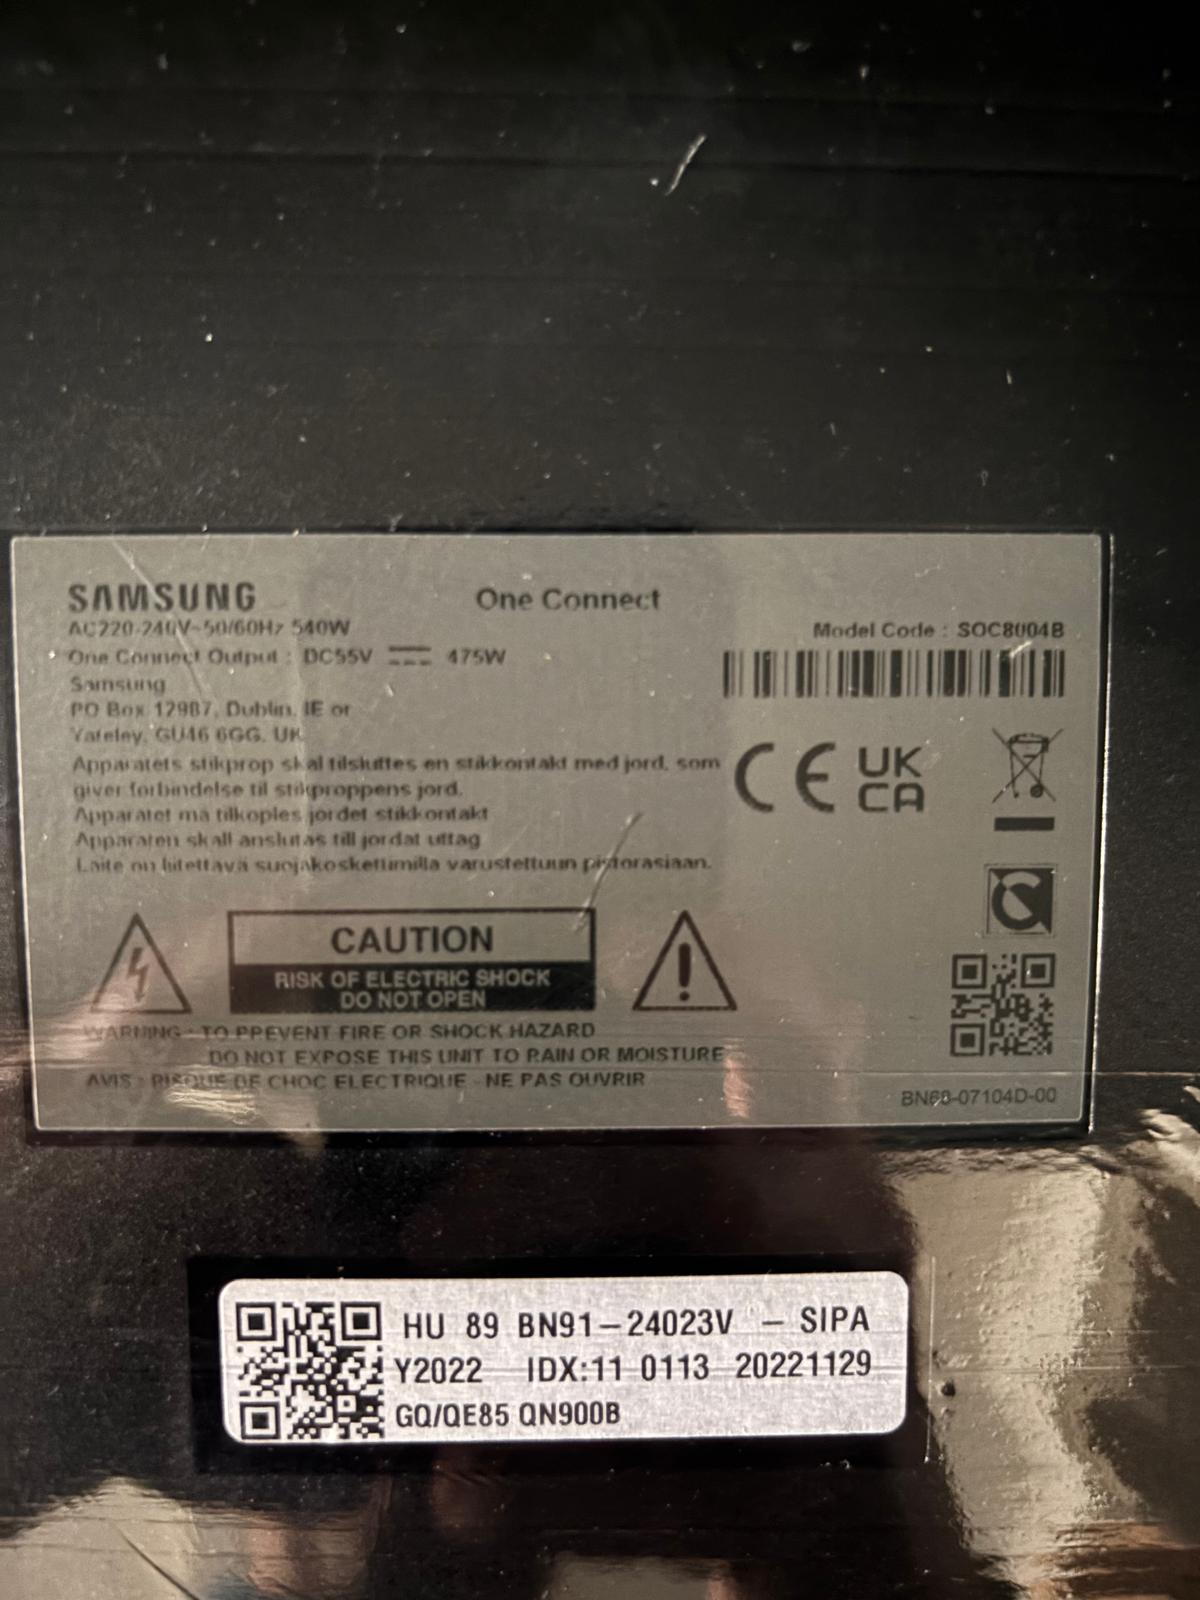 SAMSUNG
One Connect
AC220-240V~50/60Hz 540W
Model Code : SOC8004B
One Connect Output : DC55V 475W
Samsung
PO Box 12987, Dublin. IE or
Yateley, GU46 6GG. UK
Apparatets stikprop skal tilsluttes en stikkontakt med jord, som
giver forbindelse til stikproppens jord.
Apparatet må tilkoples jordet stikkontakt
Apparaten skall anslutas till jordat uttag
Laite on liitettävä suojakoskettimilla varustettuun pistorasiaan.
CE
UK
CA
CAUTION
RISK OF ELECTRIC SHOCK
DO NOT OPEN
WARNING : TO PREVENT FIRE OR SHOCK HAZARD
DO NOT EXPOSE THIS UNIT TO RAIN OR MOISTURE
AVIS : RISQUE DE CHOC ELECTRIQUE - NE PAS OUVRIR
BN68-07104D-00
HU 89 BN91-24023V - SIPA
Y2022 IDX:11 0113 20221129
GQ/QE85 QN900B